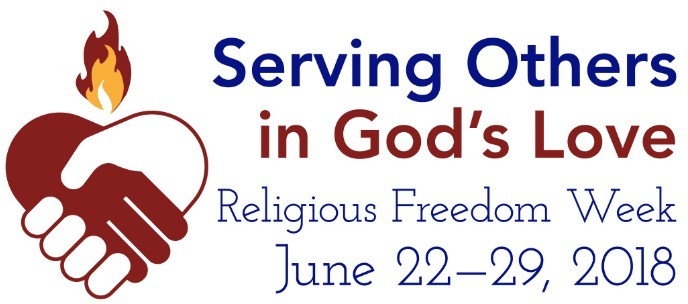 Serving Others
in God’s Love
Religious Freedom Week
June 22–29, 2018